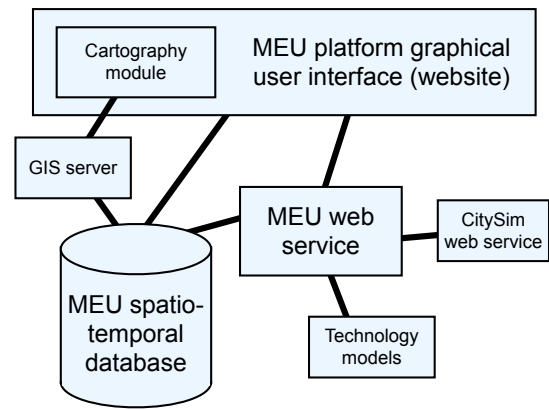 Cartography
module
MEU platform graphical
user interface (website)
GIS server
MEU web
service
CitySim
web service
MEU spatio-
temporal
database
Technology
models